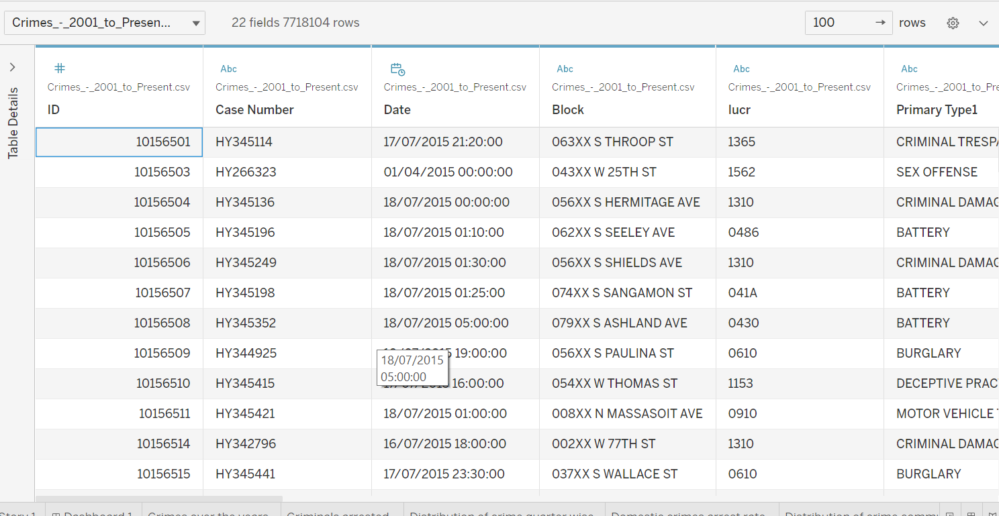 Crimes_-_2001_to_Presen... 22 fields 7718104 rows 100 → rows
Table Details
# Abc Abc Abc Abc
Crimes_-_2001_to_Present.csv Crimes_-_2001_to_Present.csv Crimes_-_2001_to_Present.csv Crimes_-_2001_to_Present.csv Crimes_-_2001_to_Present.csv Crimes_-_2001_to_Pre
ID Case Number Date Block Iucr Primary Type1
10156501 HY345114 17/07/2015 21:20:00 063XX S THROOP ST 1365 CRIMINAL TRESPA
10156503 HY266323 01/04/2015 00:00:00 043XX W 25TH ST 1562 SEX OFFENSE
10156504 HY345136 18/07/2015 00:00:00 056XX S HERMITAGE AVE 1310 CRIMINAL DAMAG
10156505 HY345196 18/07/2015 01:10:00 062XX S SEELEY AVE 0486 BATTERY
10156506 HY345249 18/07/2015 01:30:00 056XX S SHIELDS AVE 1310 CRIMINAL DAMAG
10156507 HY345198 18/07/2015 01:25:00 074XX S SANGAMON ST 041A BATTERY
10156508 HY345352 18/07/2015 05:00:00 079XX S ASHLAND AVE 0430 BATTERY
10156509 HY344925 19:00:00 056XX S PAULINA ST 0610 BURGLARY
18/07/2015
05:00:00
10156510 HY345415 16:00:00 054XX W THOMAS ST 1153 DECEPTIVE PRAC
10156511 HY345421 18/07/2015 01:00:00 008XX N MASSASOIT AVE 0910 MOTOR VEHICLE
10156514 HY342796 16/07/2015 18:00:00 002XX W 77TH ST 1310 CRIMINAL DAMAG
10156515 HY345441 17/07/2015 23:30:00 037XX S WALLACE ST 0610 BURGLARY
Story 1 Dashboard 1 Crimes over the years Criminals arrested Distribution of crime quarter wise Domestic crimes arrest rate Distribution of crime comm